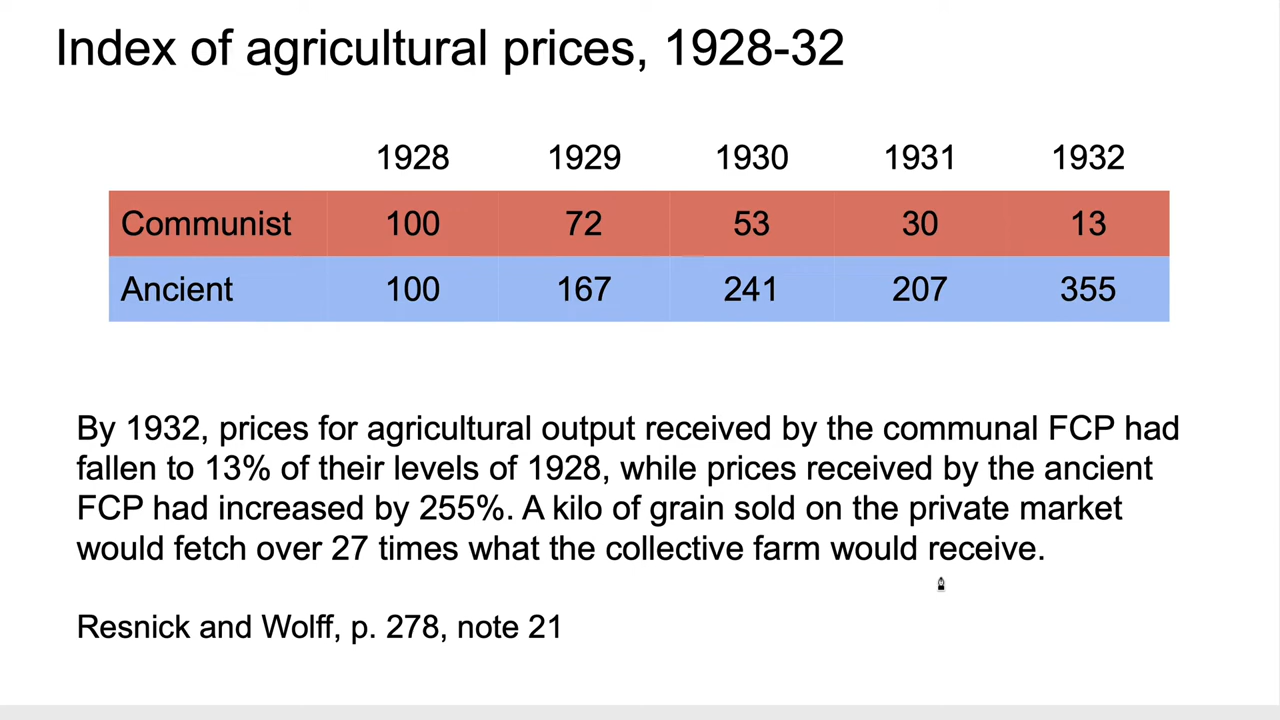 Index of agricultural prices, 1928-32
1928 1929 1930 1931 1932
Communist 100 72 53 30 13
Ancient 100 167 241 207 355
By 1932, prices for agricultural output received by the communal FCP had
fallen to 13% of their levels of 1928, while prices received by the ancient
FCP had increased by 255%. A kilo of grain sold on the private market
would fetch over 27 times what the collective farm would receive.
Resnick and Wolff, p. 278, note 21